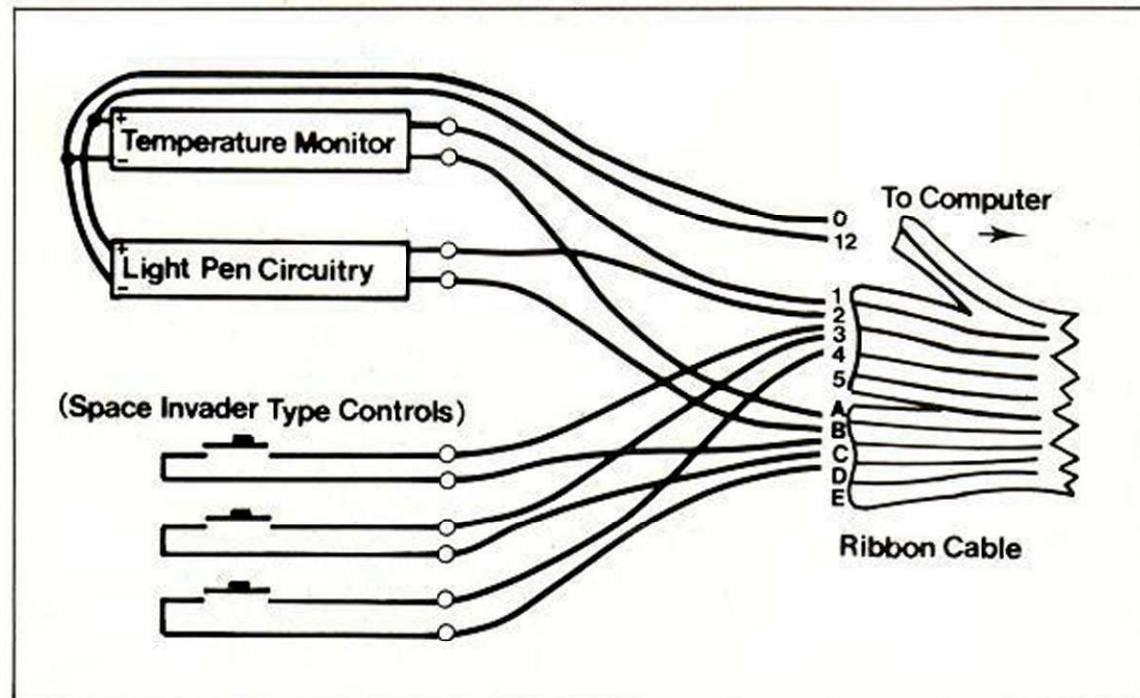 +
Temperature Monitor
-
+
Light Pen Circuitry
-
(Space Invader Type Controls)
0
12
To Computer
1
2
3
4
5
A
B
C
D
E
Ribbon Cable